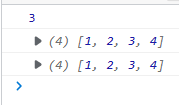 3
▶ (4) [1, 2, 3, 4]
▶ (4) [1, 2, 3, 4]
>